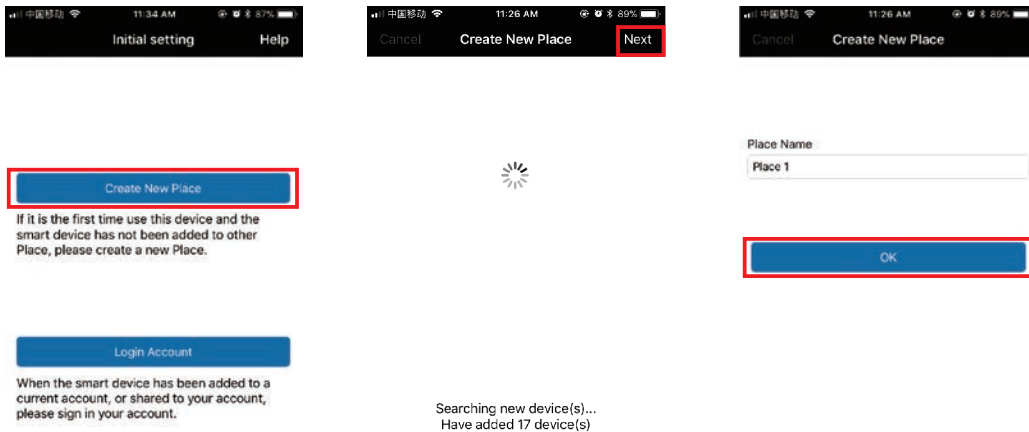 中国移动 11:34 AM 87%
Initial setting Help
Create New Place
If it is the first time use this device and the
smart device has not been added to other
Place, please create a new Place.
Login Account
When the smart device has been added to a
current account, or shared to your account,
please sign in your account.
中国移动 11:26 AM 89%
Cancel Create New Place Next
Searching new device(s)...
Have added 17 device(s)
中国移动 11:26 AM 89%
Cancel Create New Place
Place Name
Place 1
OK